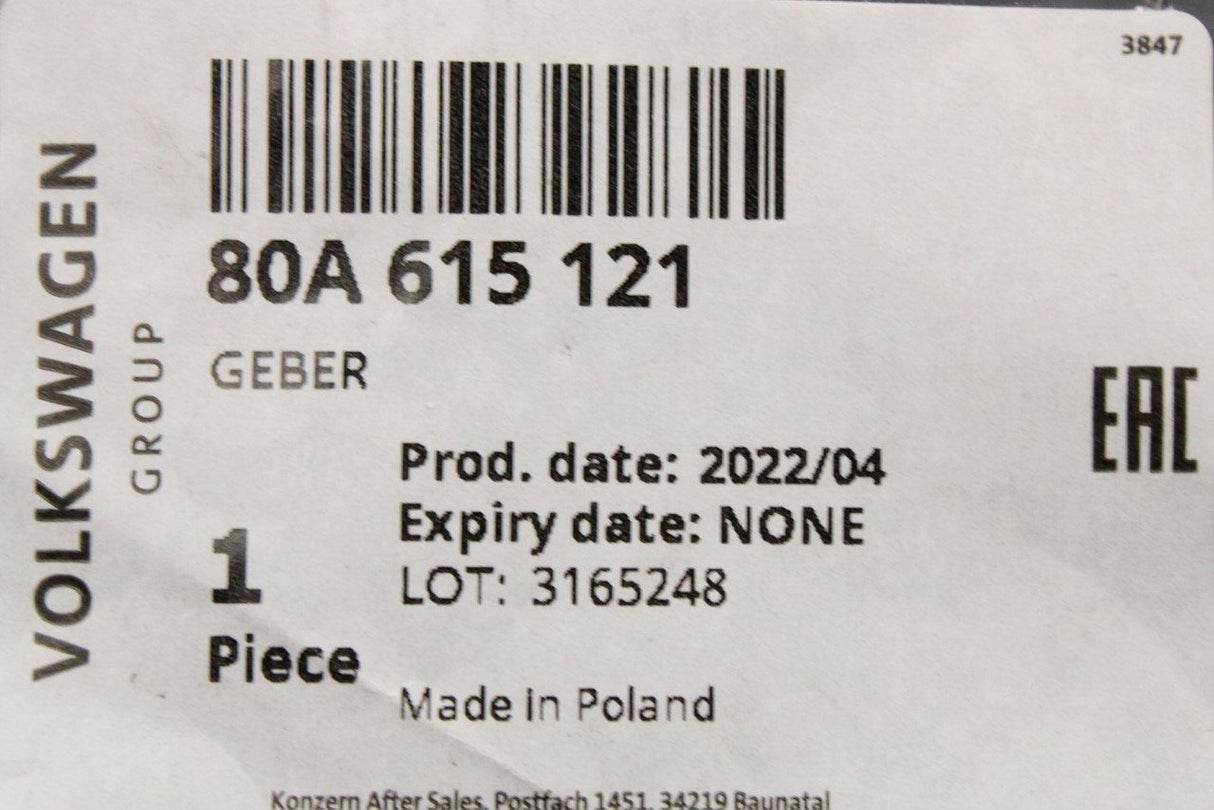 3847
VOLKSWAGEN
GROUP
80A 615 121
GEBER
EAC
Prod. date: 2022/04
Expiry date: NONE
LOT: 3165248
1
Piece
Made in Poland
Konzern After Sales, Postfach 1451, 34219 Baunatal